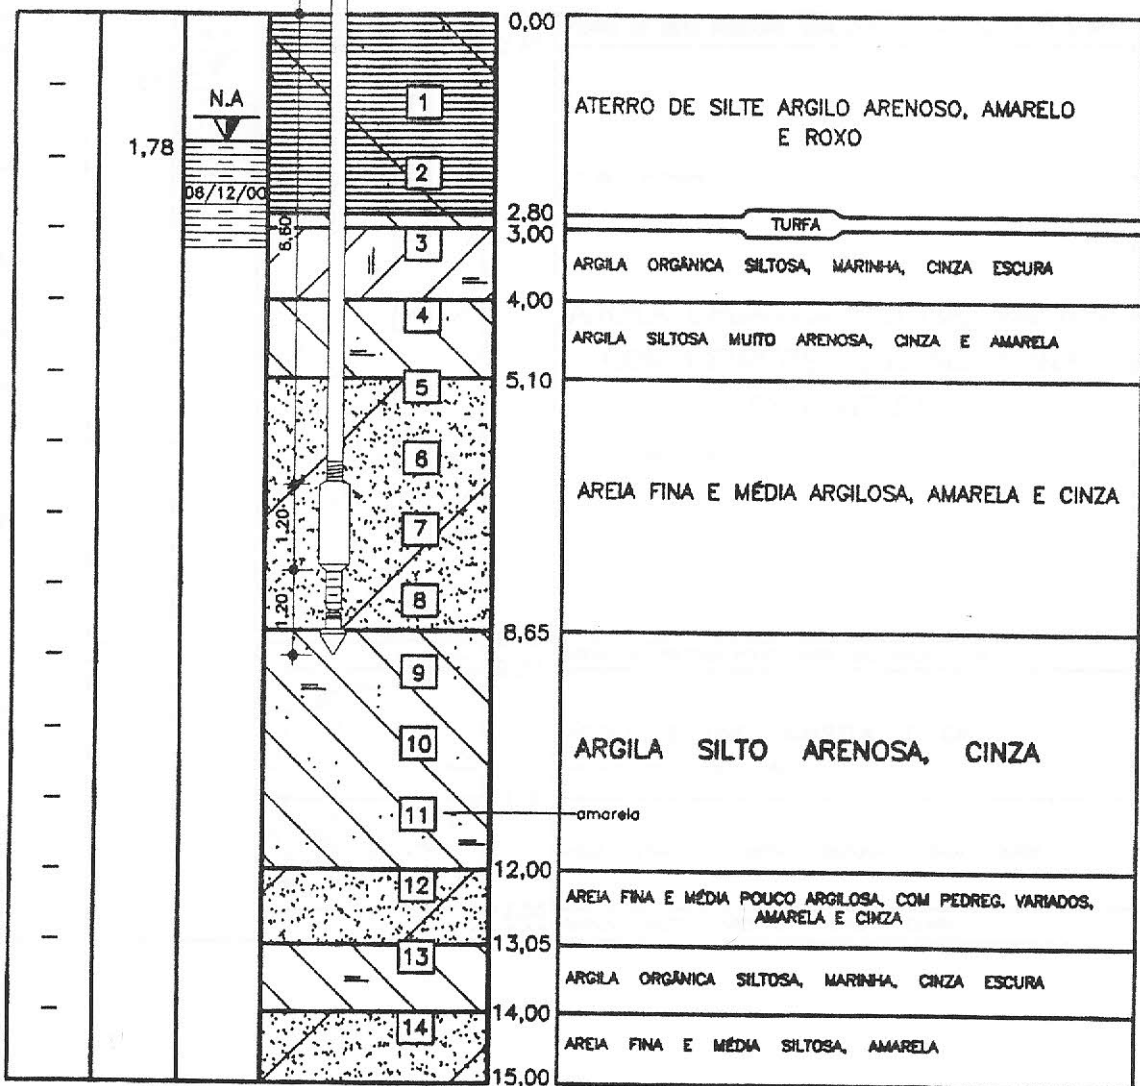 0,00
1
ATERRO DE SILTE ARGILO ARENOSO, AMARELO
E ROXO
N.A
1,78
2
06/12/00
2.80
TURFA
3,00
6,60
3
ARGILA ORGÂNICA SILTOSA, MARINHA, CINZA ESCURA
4,00
4
ARGILA SILTOSA MUITO ARENOSA, CINZA E AMARELA
5,10
5
6
AREIA FINA E MÉDIA ARGILOSA, AMARELA E CINZA
1,20
7
8
1,20
8,65
9
10
ARGILA SILTO ARENOSA, CINZA
11
amarela
12,00
12
AREIA FINA E MÉDIA POUCO ARGILOSA, COM PEDREG. VARIADOS,
AMARELA E CINZA
13,05
13
ARGILA ORGÂNICA SILTOSA, MARINHA, CINZA ESCURA
14,00
14
AREIA FINA E MÉDIA SILTOSA, AMARELA
15,00